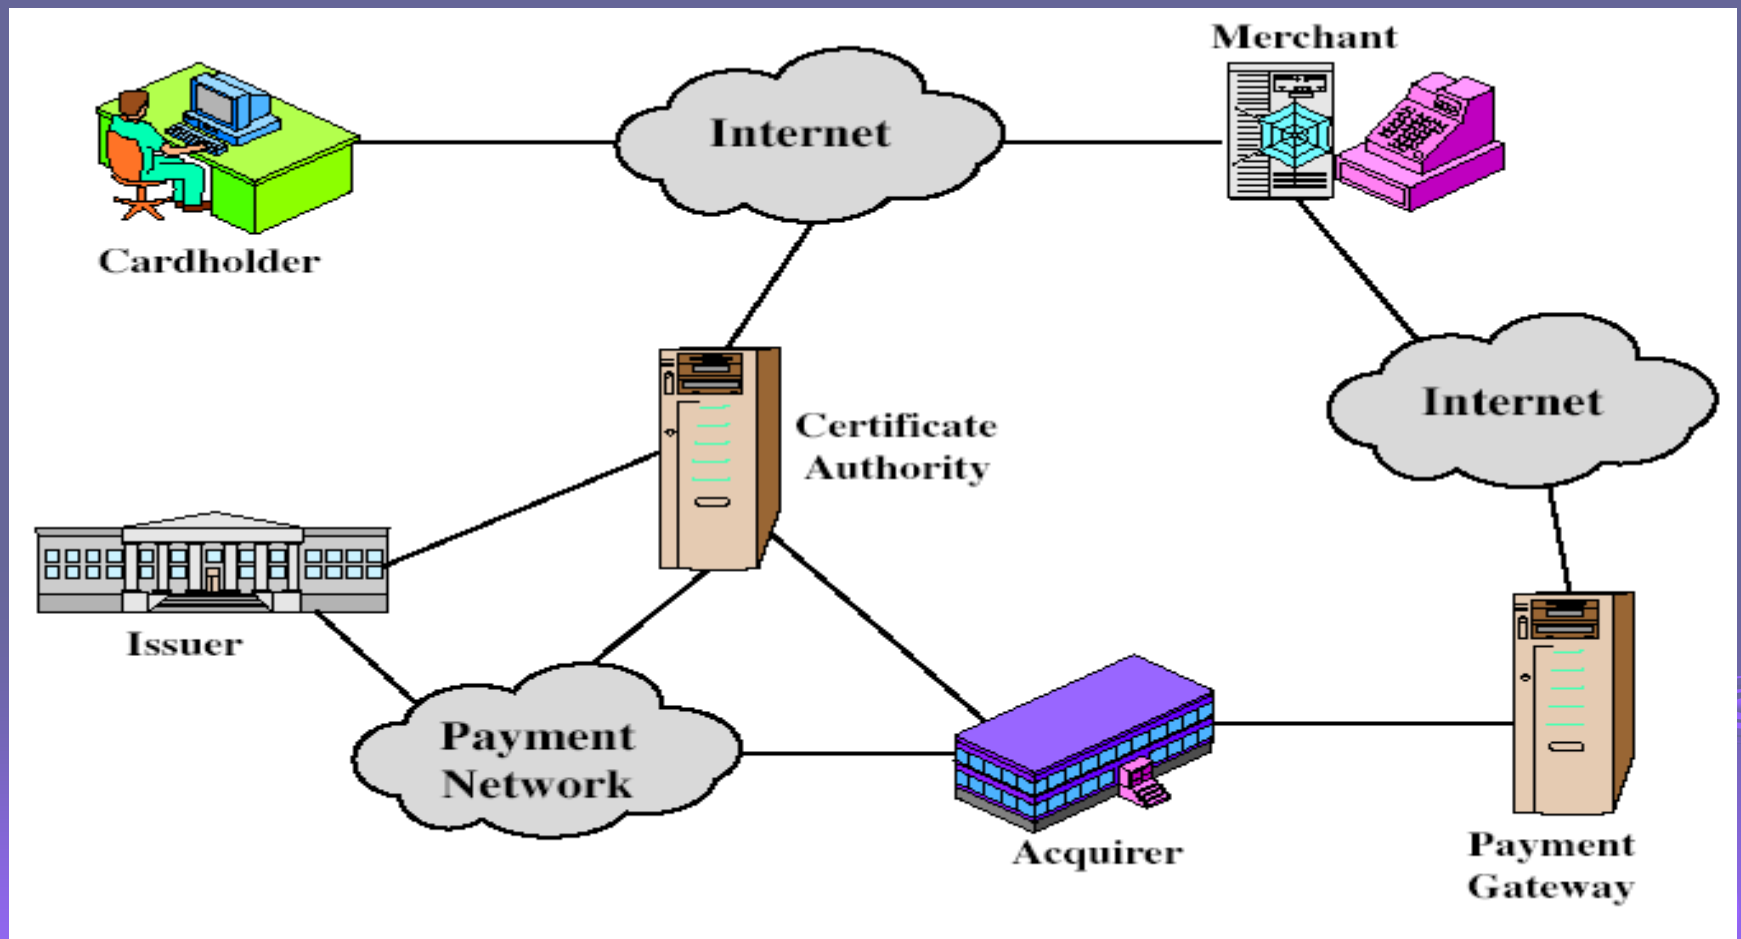 Merchant
Internet
Cardholder
Internet
Certificate
Authority
Issuer
Payment
Network
Acquirer
Payment
Gateway